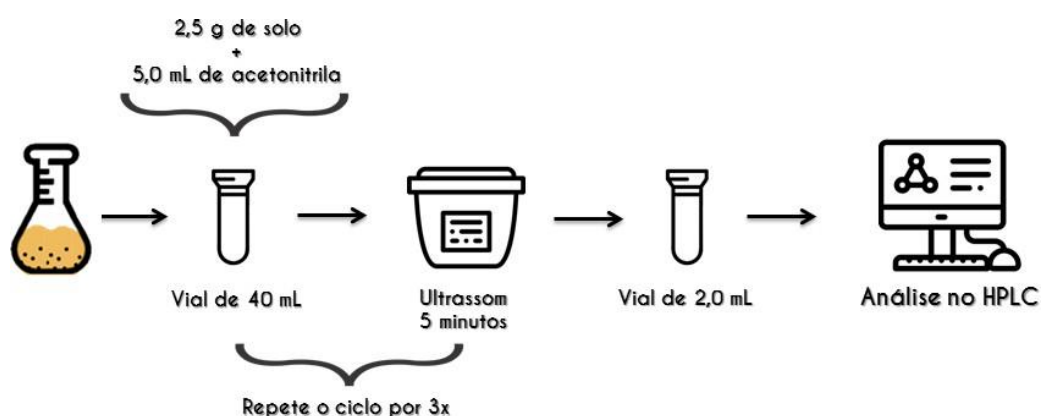 2,5 g de solo
+
5,0 mL de acetonitrila
Vial de 40 mL
Ultrassom
5 minutos
Vial de 2,0 mL
Análise no HPLC
Repete o ciclo por 3x